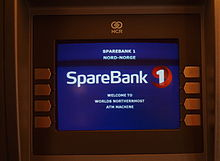 NCR
SPAREBANK 1
NORD-NORGE
SpareBank 1
WELCOME TO
WORLDS NORTHERNMOST
ATM MACHINE